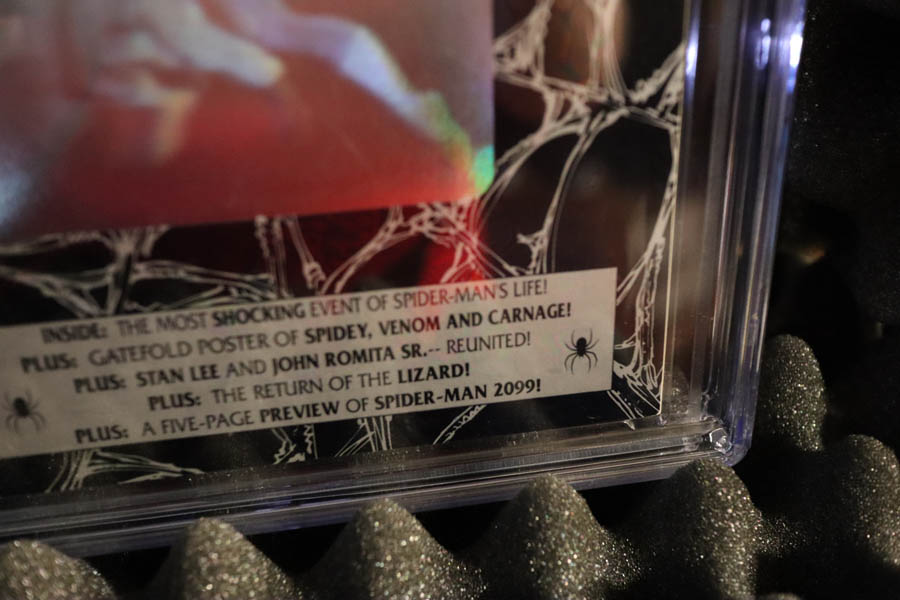 INSIDE: THE MOST SHOCKING EVENT OF SPIDER-MAN'S LIFE!
PLUS: GATEFOLD POSTER OF SPIDEY, VENOM AND CARNAGE!
PLUS: STAN LEE AND JOHN ROMITA SR.-- REUNITED!
PLUS: THE RETURN OF THE LIZARD!
PLUS: A FIVE-PAGE PREVIEW OF SPIDER-MAN 2099!